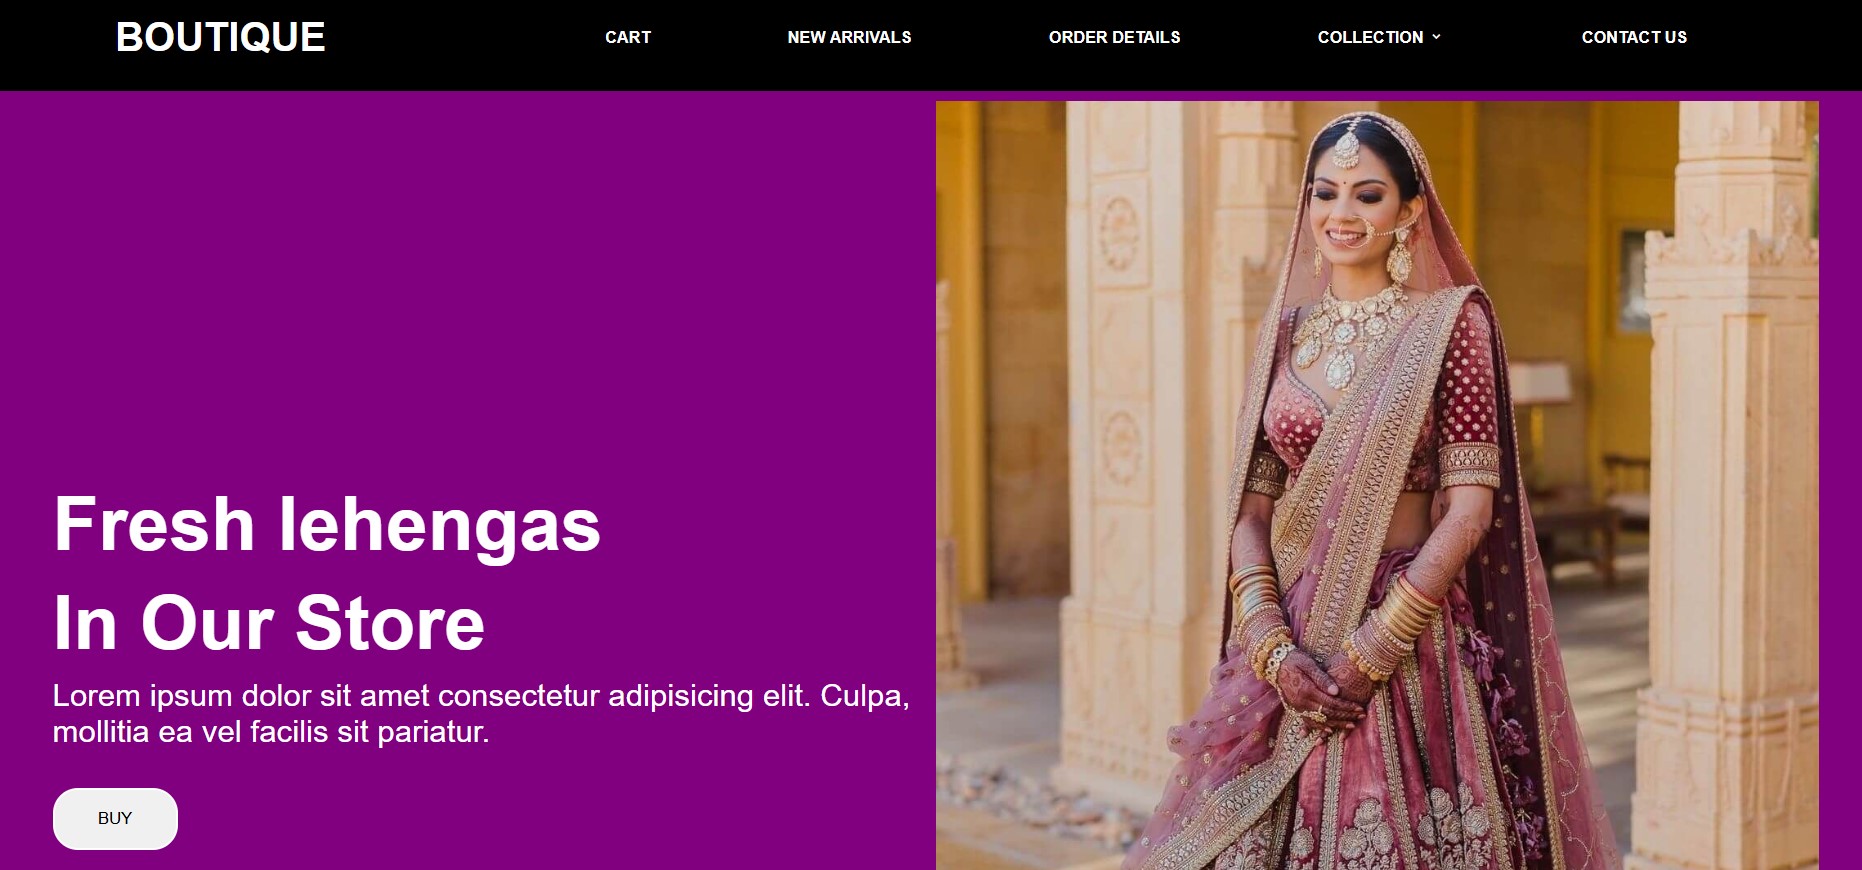 BOUTIQUE
CART
NEW ARRIVALS
ORDER DETAILS
COLLECTION
CONTACT US
Fresh lehengas
In Our Store
Lorem ipsum dolor sit amet consectetur adipisicing elit. Culpa,
mollitia ea vel facilis sit pariatur.
BUY